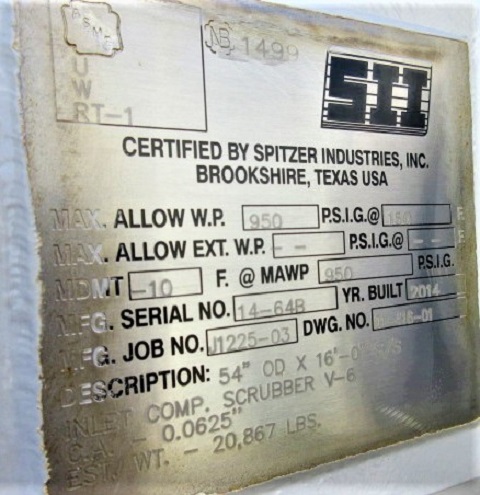 NB 1499
U
W
RT-1
SII
CERTIFIED BY SPITZER INDUSTRIES, INC.
BROOKSHIRE, TEXAS USA
MAX. ALLOW W.P. 950 P.S.I.G.@ F.
MAX. ALLOW EXT. W.P. -- P.S.I.G.@ -- F.
MDMT -10 F. @ MAWP 950 P.S.I.G.
MFG. SERIAL NO. 14-64B YR. BUILT 2014
MFG. JOB NO. J1225-03 DWG. NO.
DESCRIPTION: 54" OD X 16'-0" S/S
INLET COMP. SCRUBBER V-6
C.A. - 0.0625"
EST. WT. - 20,867 LBS.